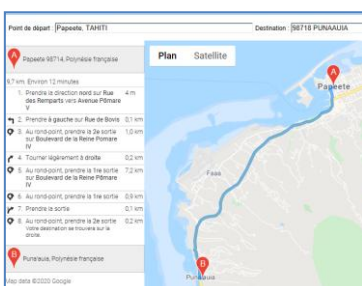 Point de départ : Papeete, TAHITI
Destination : 98718 PUNAAUIA
A
Papeete 98714, Polynésie française
9,7 km. Environ 12 minutes
1. Prendre la direction nord sur Rue des Remparts vers Avenue Pōmare V 4 m
2. Prendre à gauche sur Rue de Bovis 0,1 km
3. Au rond-point, prendre la 2e sortie sur Boulevard de la Reine Pomare IV 1,0 km
4. Tourner légèrement à droite 0,2 km
5. Au rond-point, prendre la 1re sortie sur Boulevard de la Reine Pomare IV 7,2 km
6. Au rond-point, prendre la 1re sortie 0,9 km
7. Prendre la sortie 0,1 km
8. Au rond-point, prendre la 2e sortie 0,2 km
Votre destination se trouvera sur la droite.
B
Puna'auia, Polynésie française
Map data ©2020 Google
Plan Satellite
A
Papeete
Faaa
B